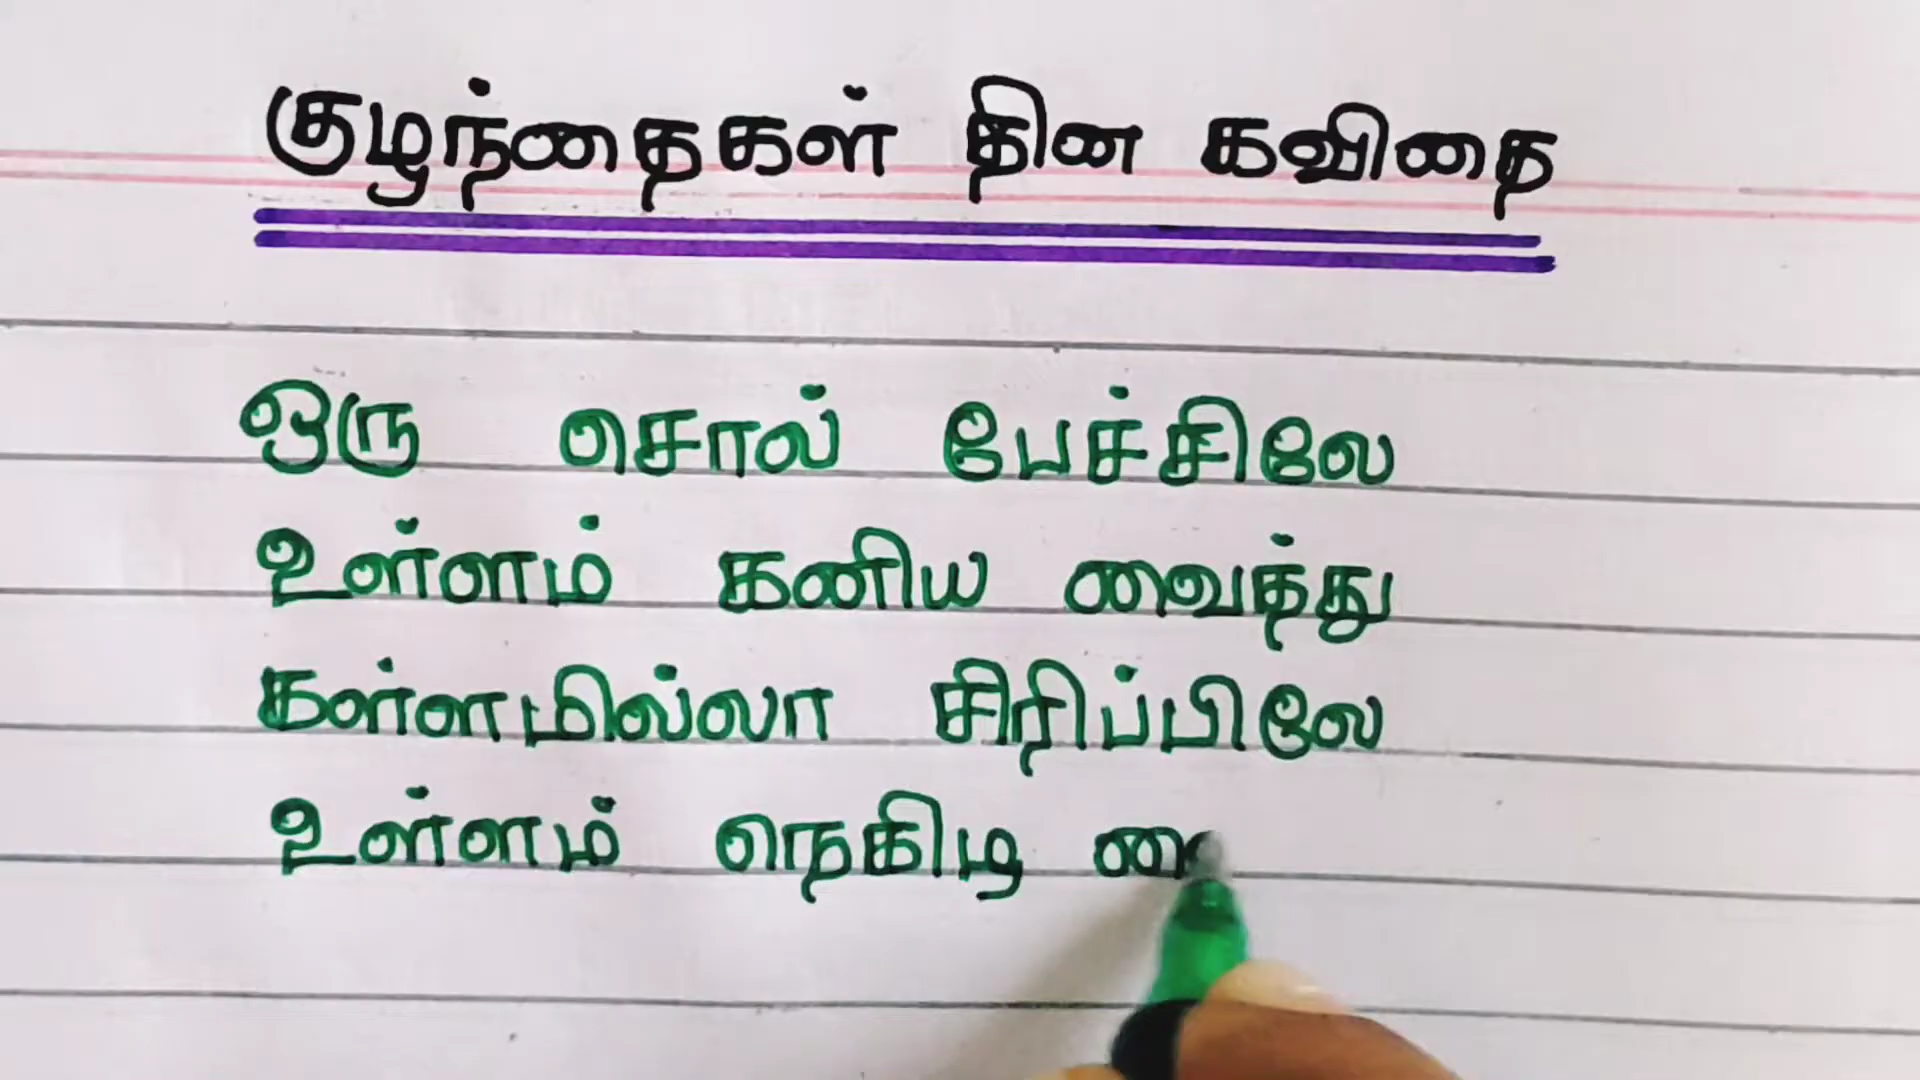 குழந்தைகள் தின கவிதை
ஒரு சொல் பேச்சிலே
உள்ளம் கனிய வைத்து
கள்ளமில்லா சிரிப்பிலே
உள்ளம் நெகிடி